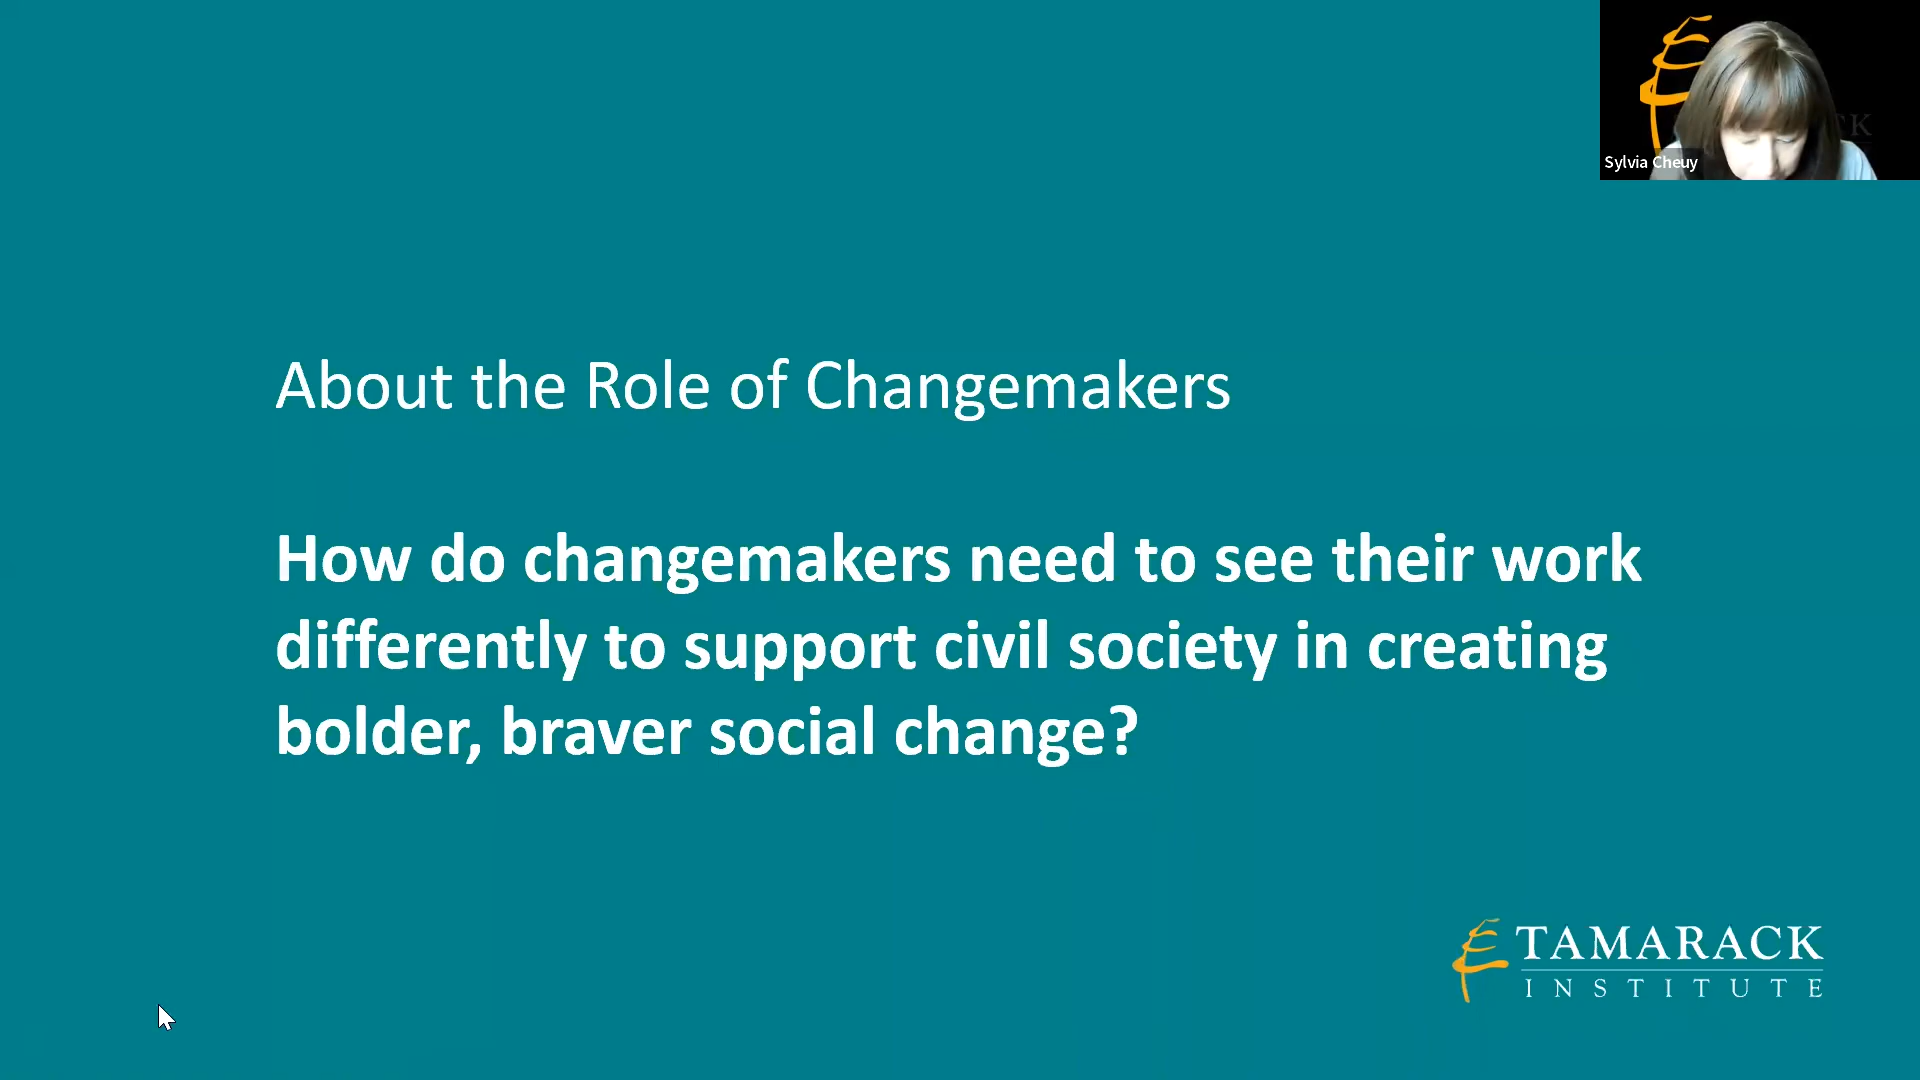 Sylvia Cheuy
About the Role of Changemakers
How do changemakers need to see their work
differently to support civil society in creating
bolder, braver social change?
TAMARACK
INSTITUTE